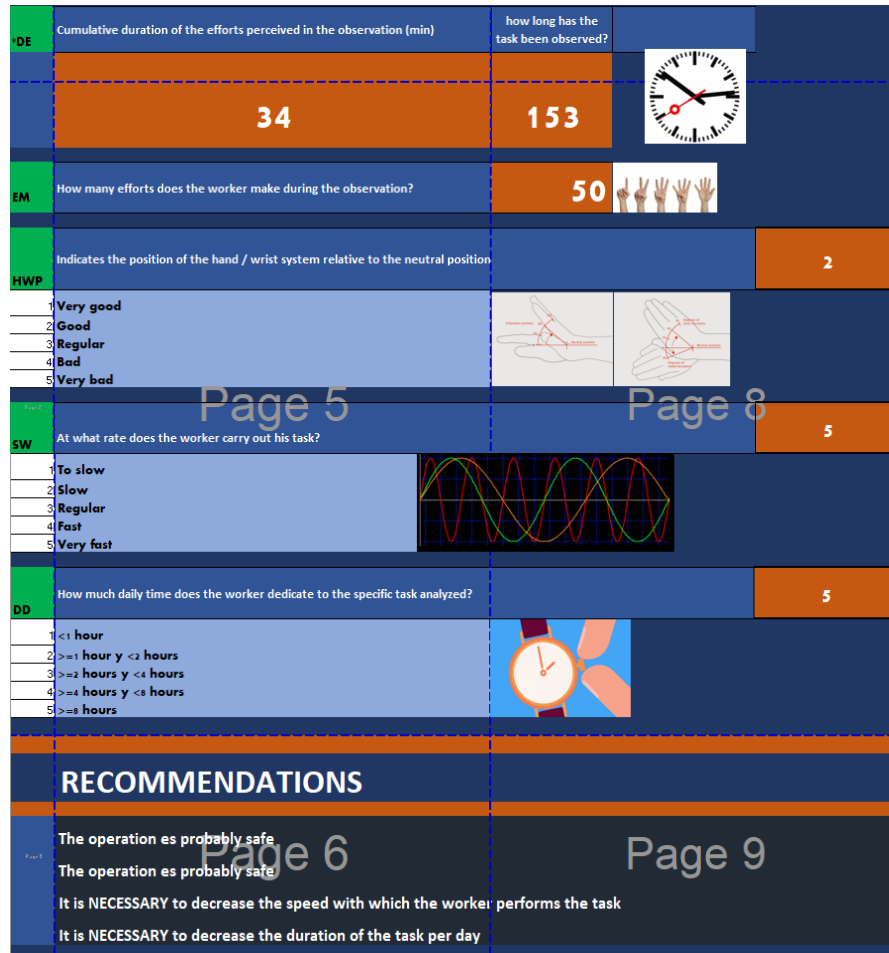 Cumulative duration of the efforts perceived in the observation (min)
how long has the
task been observed?
*DE
34
153
EM
How many efforts does the worker make during the observation?
50
HWP
Indicates the position of the hand / wrist system relative to the neutral position
2
1 Very good
2 Good
3 Regular
4 Bad
5 Very bad
Page 5
Page 8
SW
At what rate does the worker carry out his task?
5
1 To slow
2 Slow
3 Regular
4 Fast
5 Very fast
DD
How much daily time does the worker dedicate to the specific task analyzed?
5
1 <1 hour
2 >=1 hour y <2 hours
3 >=2 hours y <4 hours
4 >=4 hours y <8 hours
5 >=8 hours
RECOMMENDATIONS
The operation es probably safe
Page 6
Page 9
The operation es probably safe
It is NECESSARY to decrease the speed with which the worker performs the task
It is NECESSARY to decrease the duration of the task per day